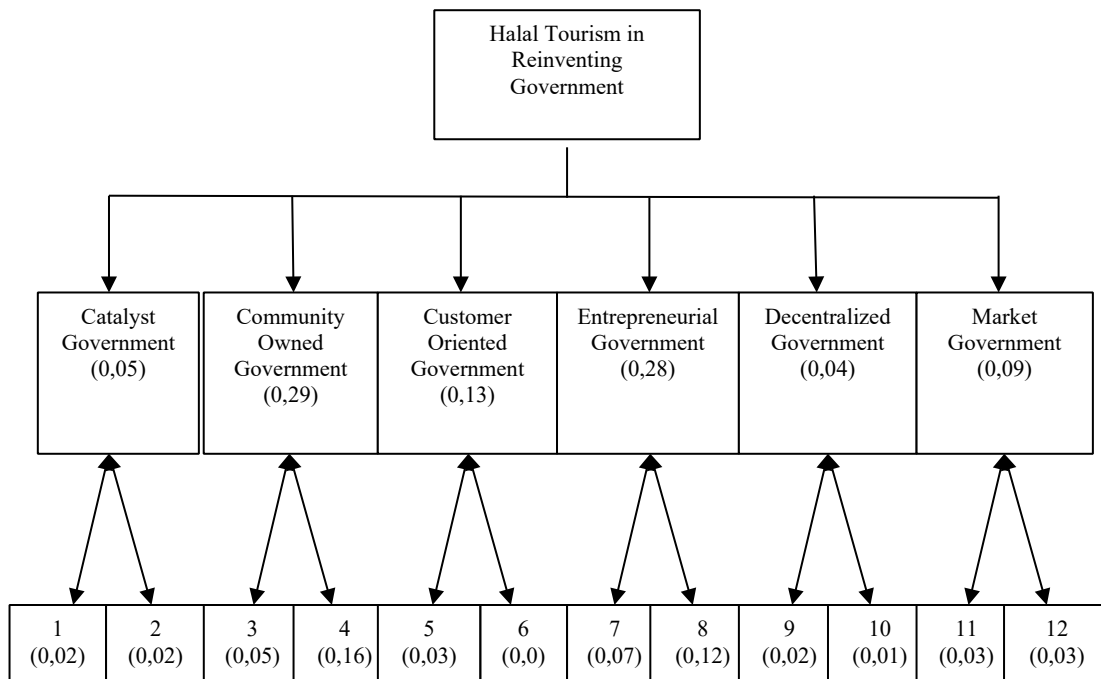 Halal Tourism in
Reinventing
Government
Catalyst
Government
(0,05)
Community
Owned
Government
(0,29)
Customer
Oriented
Government
(0,13)
Entrepreneurial
Government
(0,28)
Decentralized
Government
(0,04)
Market
Government
(0,09)
1
(0,02)
2
(0,02)
3
(0,05)
4
(0,16)
5
(0,03)
6
(0,0)
7
(0,07)
8
(0,12)
9
(0,02)
10
(0,01)
11
(0,03)
12
(0,03)